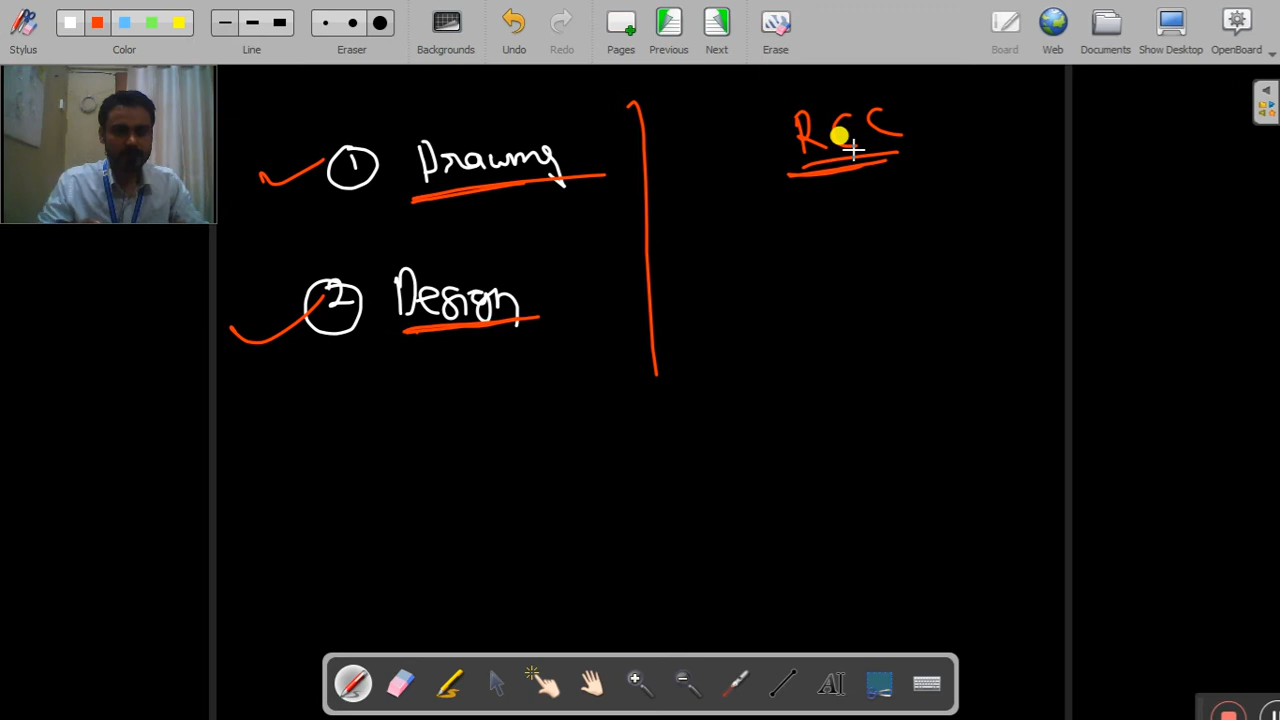 Stylus
Color
Line
Eraser
Backgrounds
Undo
Redo
Pages
Previous
Next
Erase
Board
Web
Documents
Show Desktop
OpenBoard
1 Drawing
RCC
2 Design
AI